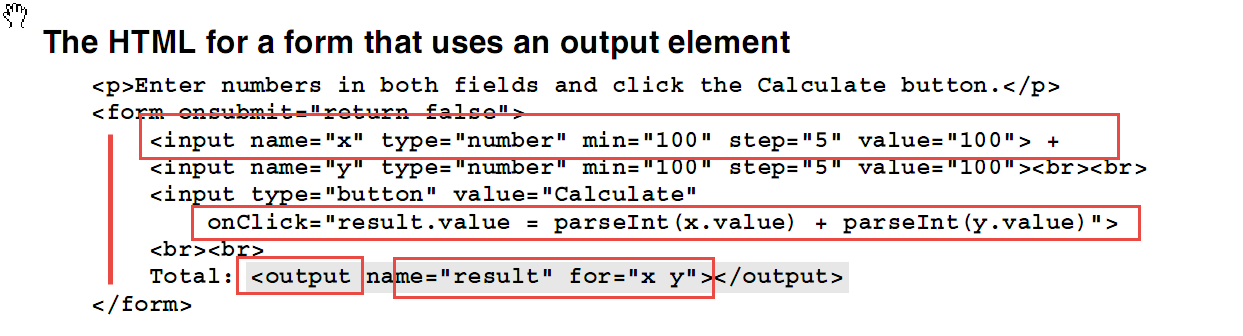 The HTML for a form that uses an output element
<p>Enter numbers in both fields and click the Calculate button.</p>
<form onsubmit="return false">
<input name="x" type="number" min="100" step="5" value="100"> +
<input name="y" type="number" min="100" step="5" value="100"><br><br>
<input type="button" value="Calculate"
onClick="result.value = parseInt(x.value) + parseInt(y.value)">
<br><br>
Total: <output name="result" for="x y"></output>
</form>